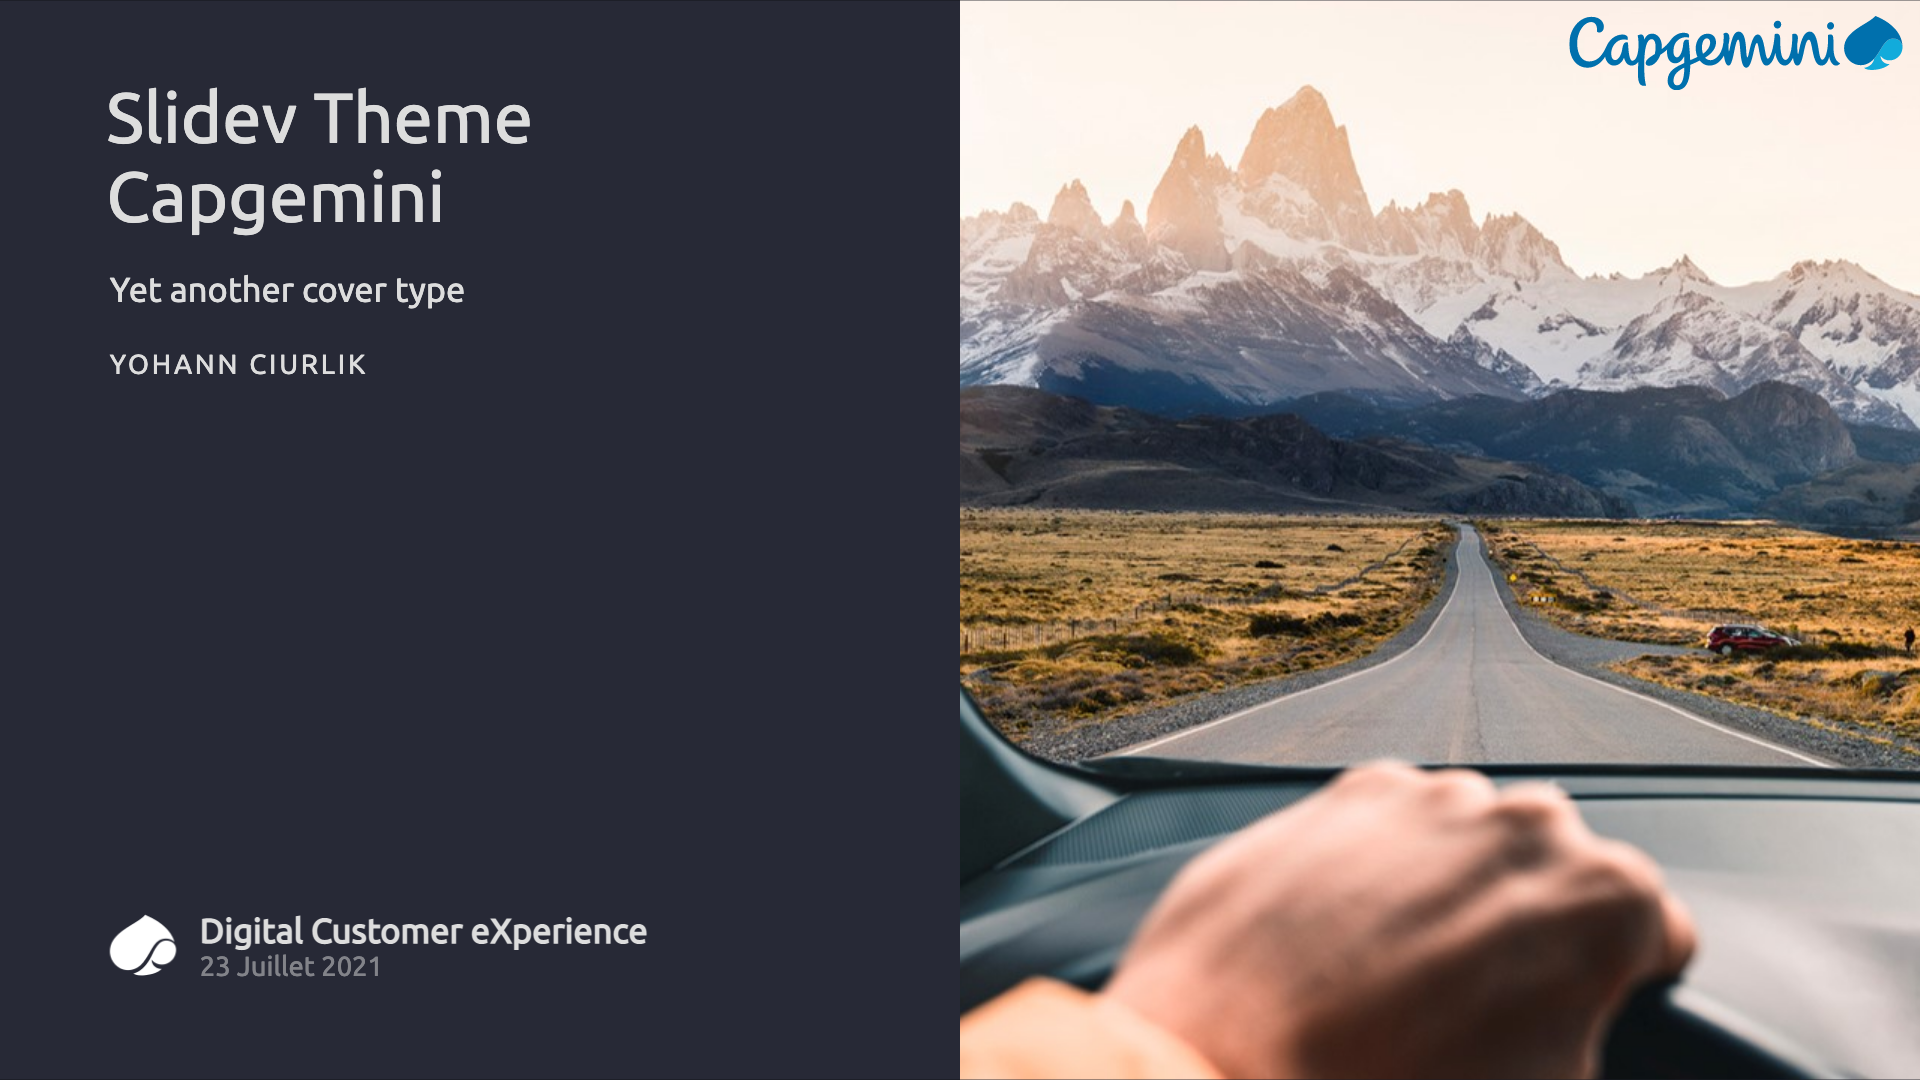 Slidev Theme
Capgemini
Yet another cover type
YOHANN CIURLIK
Digital Customer eXperience
23 Juillet 2021
Capgemini